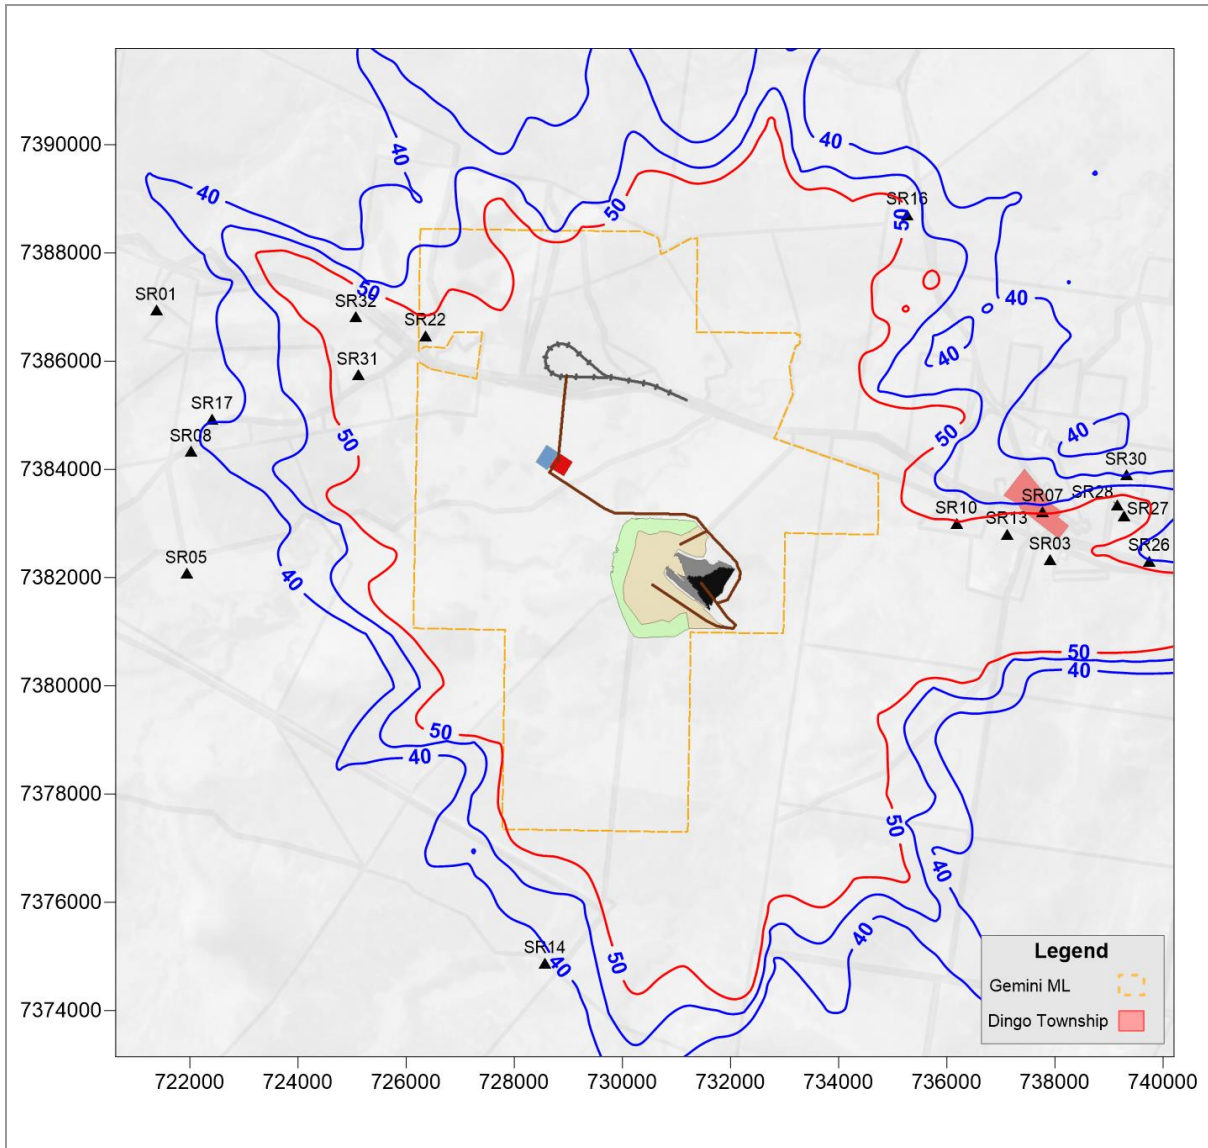 7390000
40
40
40
50
SR16
50
7388000
50
SR01
SR32
SR22
40
7386000
SR31
40
SR17
SR08
50
50
40
7384000
SR30
SR28
SR07
SR27
SR10
SR13
SR03
SR26
7382000
SR05
40
7380000
50
40
50
40
7378000
50
40
7376000
SR14
40
50
40
Legend
Gemini ML
Dingo Township
7374000
722000 724000 726000 728000 730000 732000 734000 736000 738000 740000